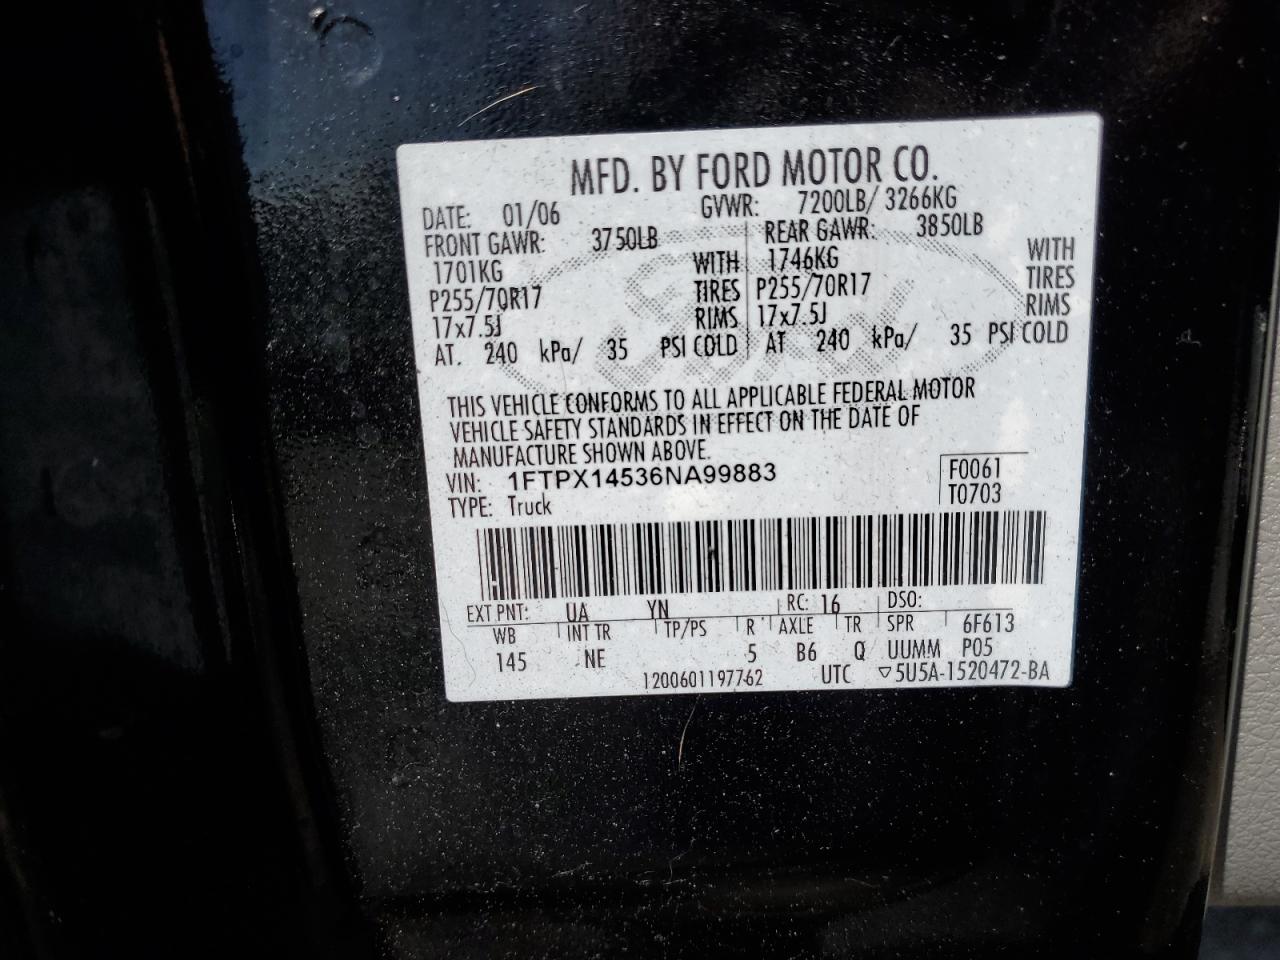 MFD. BY FORD MOTOR CO.
DATE: 01/06 GVWR: 7200LB/ 3266KG
FRONT GAWR: 3750LB REAR GAWR: 3850LB
1701KG WITH 1746KG WITH
P255/70R17 TIRES P255/70R17 TIRES
17x7.5J RIMS 17x7.5J RIMS
AT. 240 kPa/ 35 PSI COLD AT 240 kPa/ 35 PSI COLD
THIS VEHICLE CONFORMS TO ALL APPLICABLE FEDERAL MOTOR
VEHICLE SAFETY STANDARDS IN EFFECT ON THE DATE OF
MANUFACTURE SHOWN ABOVE.
VIN: 1FTPX14536NA99883 F0061
TYPE: Truck T0703
EXT PNT: UA YN RC: 16 DSO:
WB INT TR TP/PS R AXLE TR SPR 6F613
145 NE 5 B6 Q UUMM P05
1200601197762 UTC ▽5U5A-1520472-BA